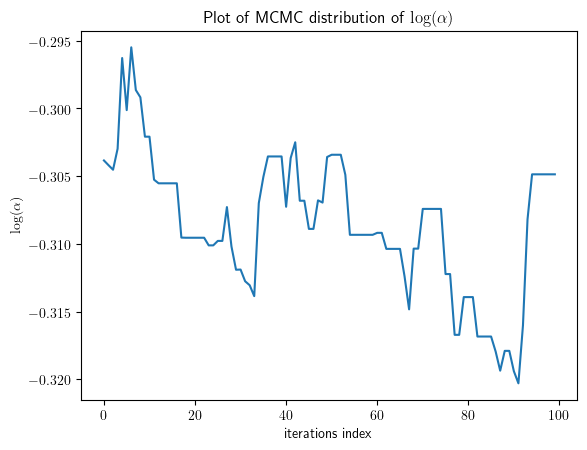 Plot of MCMC distribution of log(α)
log(α)
−0.295
−0.300
−0.305
−0.310
−0.315
−0.320
0 20 40 60 80 100
iterations index